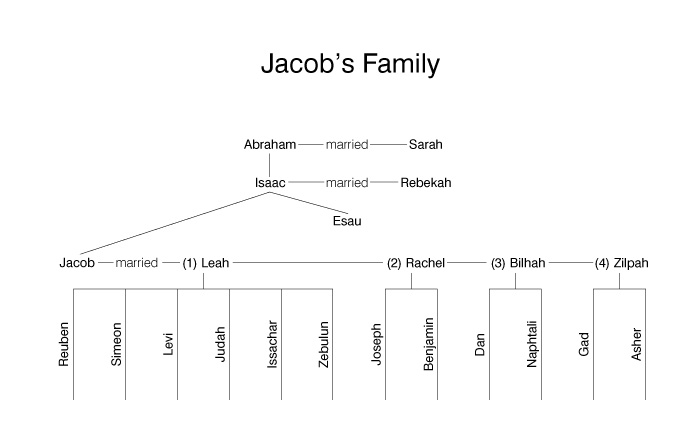 Jacob’s Family
Abraham married Sarah
Isaac married Rebekah
Esau
Jacob married (1) Leah (2) Rachel (3) Bilhah (4) Zilpah
Reuben
Simeon
Levi
Judah
Issachar
Zebulun
Joseph
Benjamin
Dan
Naphtali
Gad
Asher